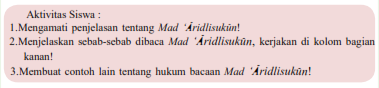 Aktivitas Siswa :
1.Mengamati penjelasan tentang Mad ‘Āridlisukūn!
2.Menjelaskan sebab-sebab dibaca Mad ‘Āridlisukūn, kerjakan di kolom bagian
kanan!
3.Membuat contoh lain tentang hukum bacaan Mad ‘Āridlisukūn!